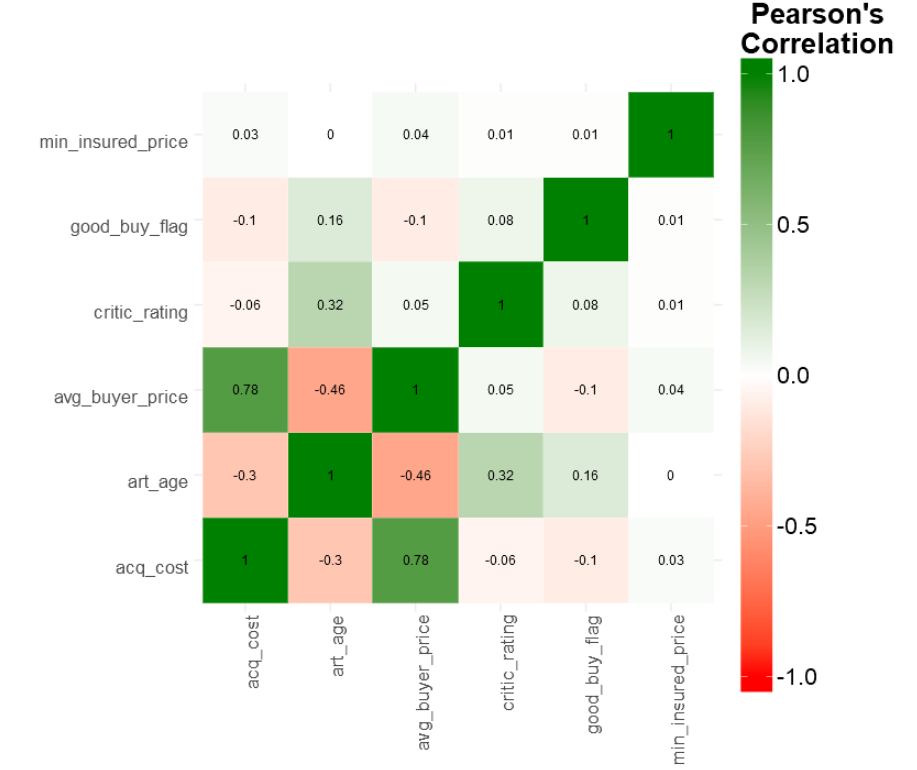 Pearson's
Correlation
1.0
0.5
0.0
-0.5
-1.0
min_insured_price 0.03 0 0.04 0.01 0.01 1
good_buy_flag -0.1 0.16 -0.1 0.08 1 0.01
critic_rating -0.06 0.32 0.05 1 0.08 0.01
avg_buyer_price 0.78 -0.46 1 0.05 -0.1 0.04
art_age -0.3 1 -0.46 0.32 0.16 0
acq_cost 1 -0.3 0.78 -0.06 -0.1 0.03
acq_cost
art_age
avg_buyer_price
critic_rating
good_buy_flag
min_insured_price